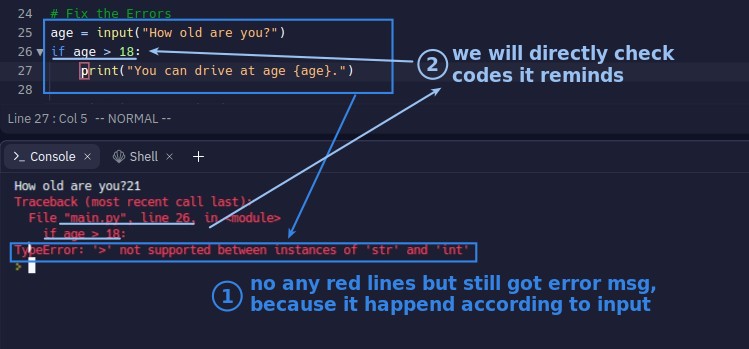 24 # Fix the Errors
25 age = input("How old are you?")
26 if age > 18:
27 print("You can drive at age {age}.")
28
2 we will directly check
codes it reminds
Line 27 : Col 5 -- NORMAL --
Console × Shell × +
How old are you?21
Traceback (most recent call last):
File "main.py", line 26, in <module>
if age > 18:
TypeError: '>' not supported between instances of 'str' and 'int'
>
1 no any red lines but still got error msg,
because it happend according to input